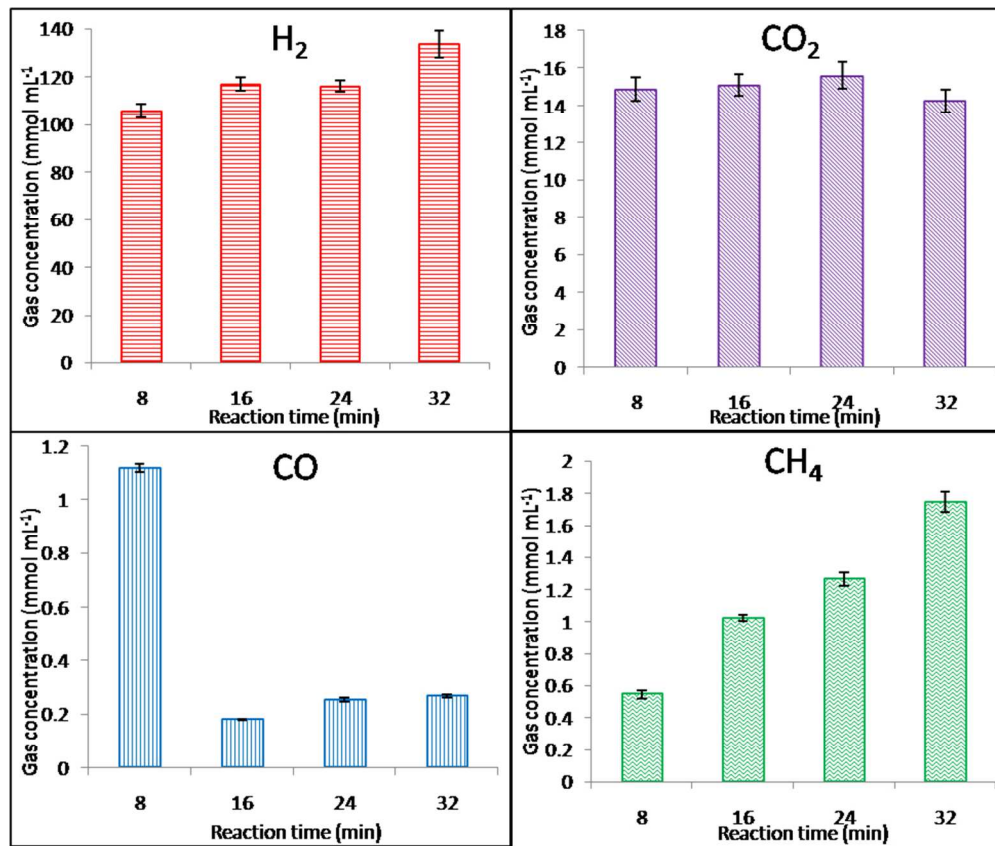 H₂
Gas concentration (mmol mL⁻¹)
140
120
100
80
60
40
20
0
8 16 24 32
Reaction time (min)
CO₂
Gas concentration (mmol mL⁻¹)
18
16
14
12
10
8
6
4
2
0
8 16 24 32
Reaction time (min)
CO
Gas concentration (mmol mL⁻¹)
1.2
1
0.8
0.6
0.4
0.2
0
8 16 24 32
Reaction time (min)
CH₄
Gas concentration (mmol mL⁻¹)
2
1.8
1.6
1.4
1.2
1
0.8
0.6
0.4
0.2
0
8 16 24 32
Reaction time (min)